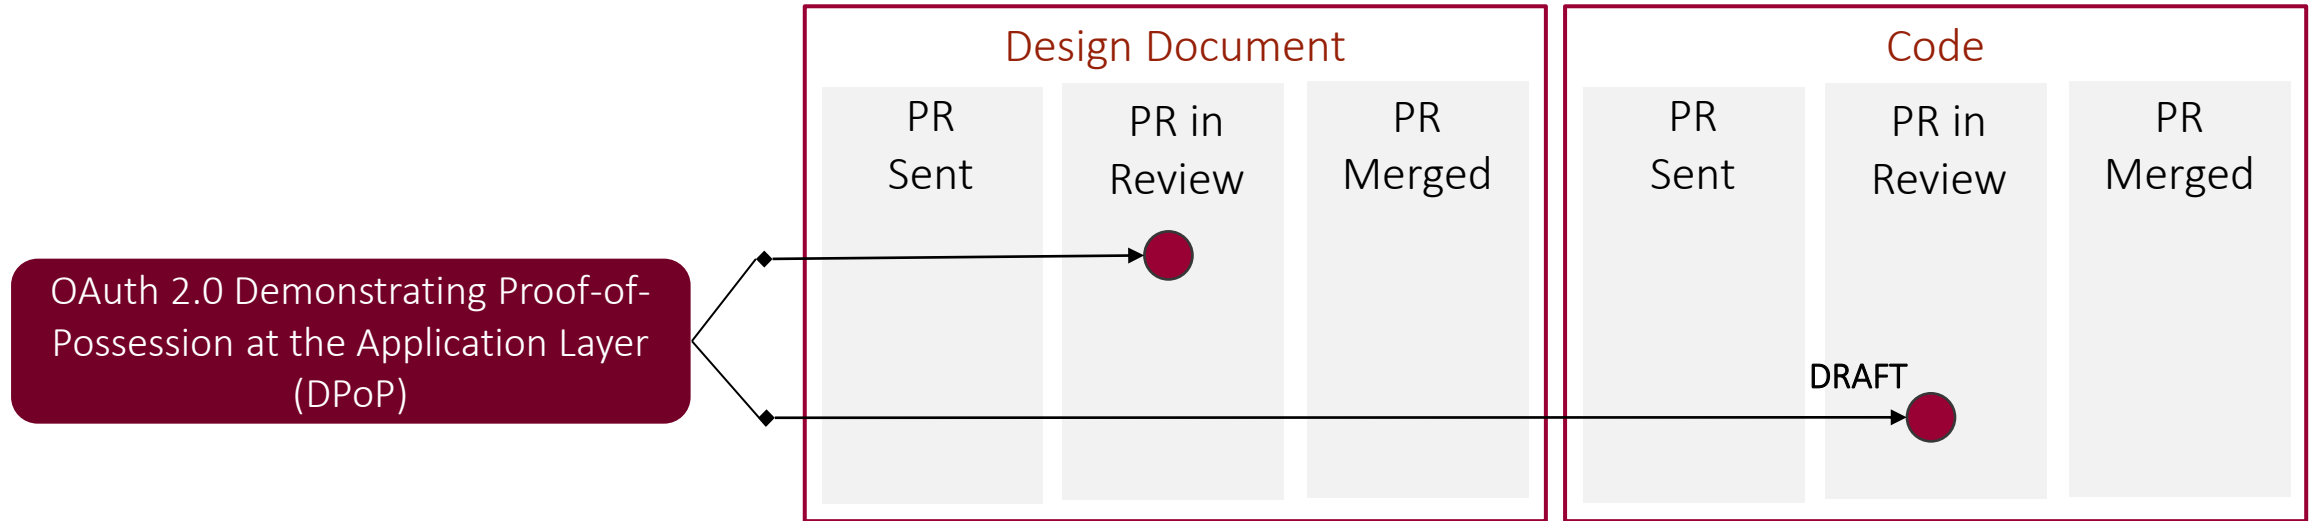 Design Document
Code
PR
Sent
PR in
Review
PR
Merged
PR
Sent
PR in
Review
PR
Merged
OAuth 2.0 Demonstrating Proof-of-
Possession at the Application Layer
(DPoP)
DRAFT